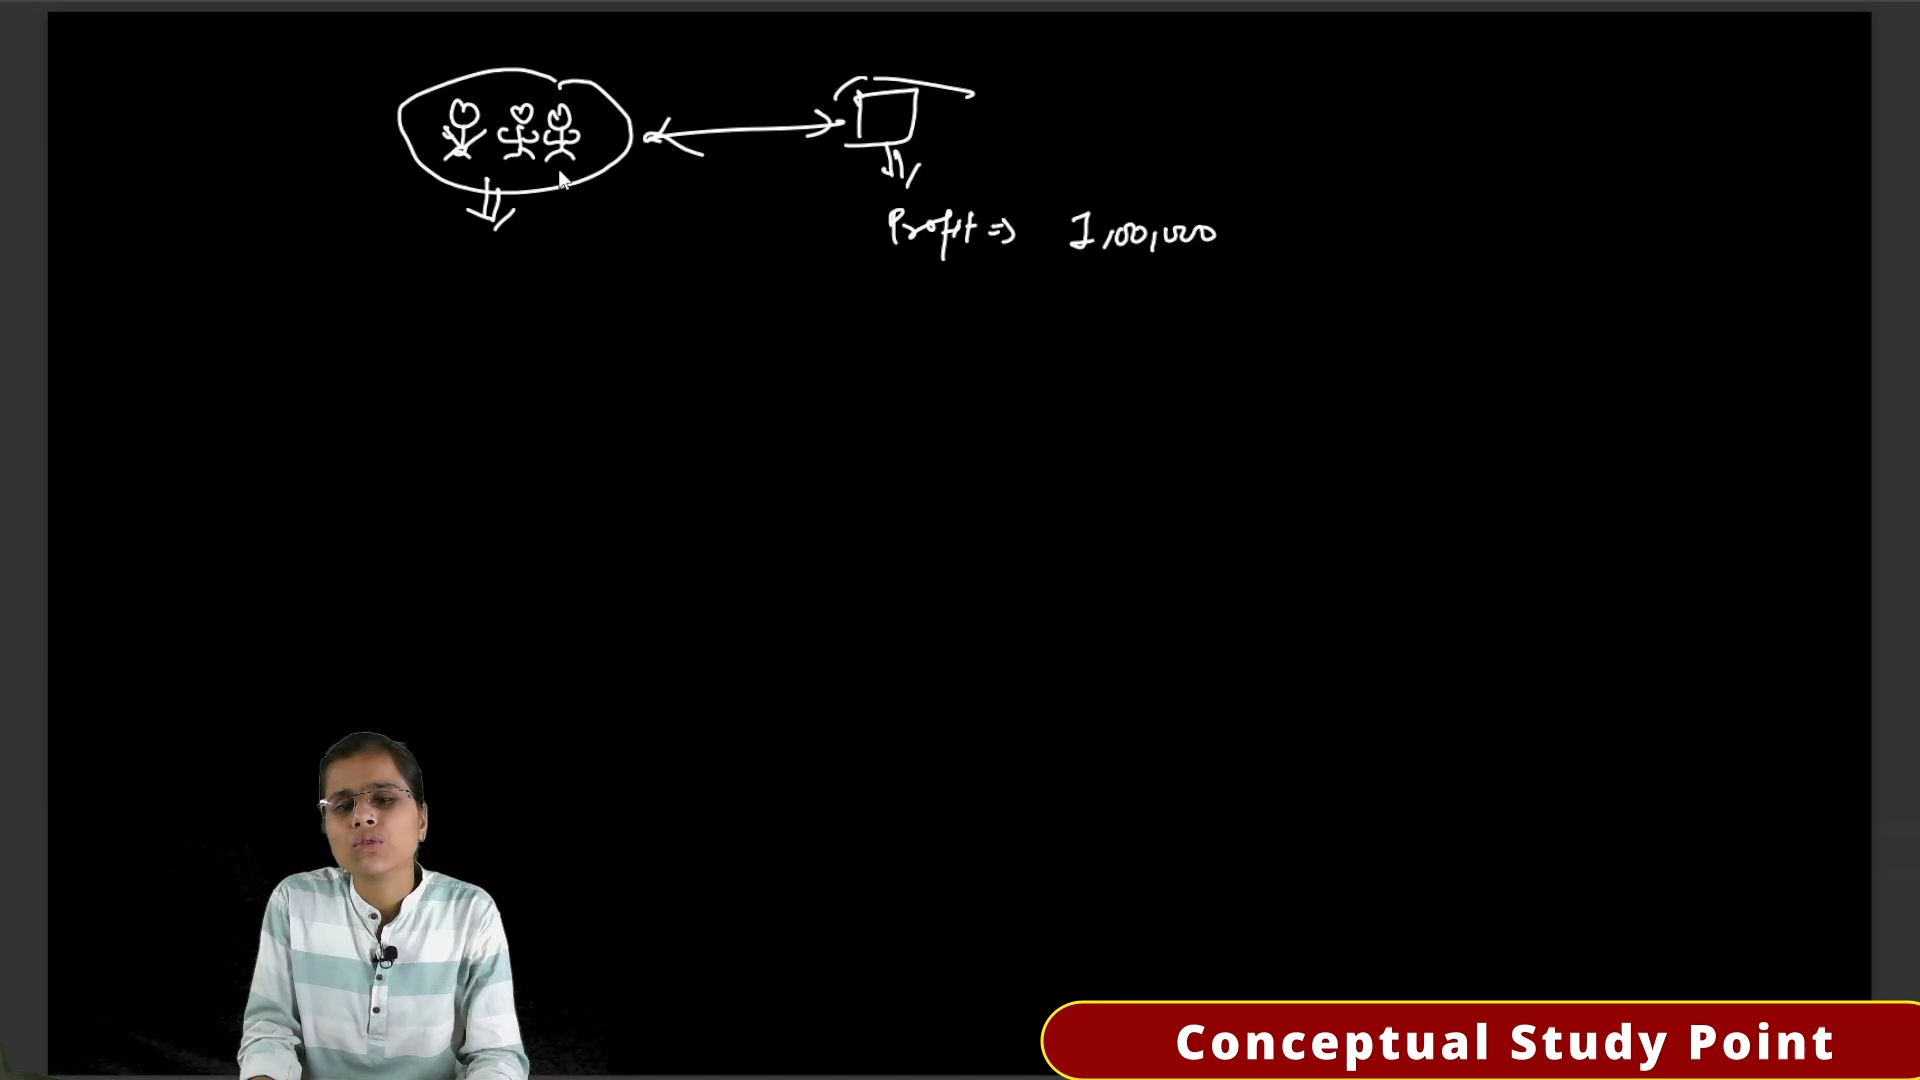 Profit ⇒ 1,00,000
Conceptual Study Point